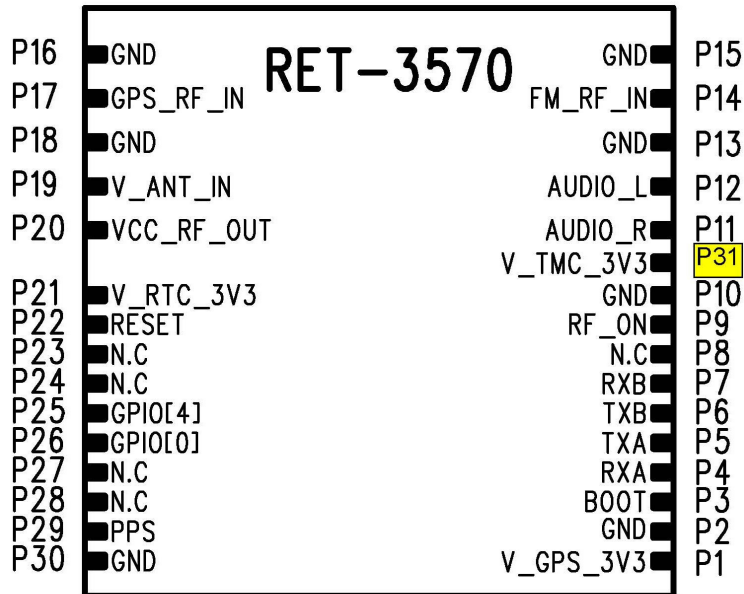 RET-3570
P16 GND GND P15
P17 GPS_RF_IN FM_RF_IN P14
P18 GND GND P13
P19 V_ANT_IN AUDIO_L P12
P20 VCC_RF_OUT AUDIO_R P11
V_TMC_3V3 P31
P21 V_RTC_3V3 GND P10
P22 RESET RF_ON P9
P23 N.C N.C P8
P24 N.C RXB P7
P25 GPIO[4] TXB P6
P26 GPIO[0] TXA P5
P27 N.C RXA P4
P28 N.C BOOT P3
P29 PPS GND P2
P30 GND V_GPS_3V3 P1